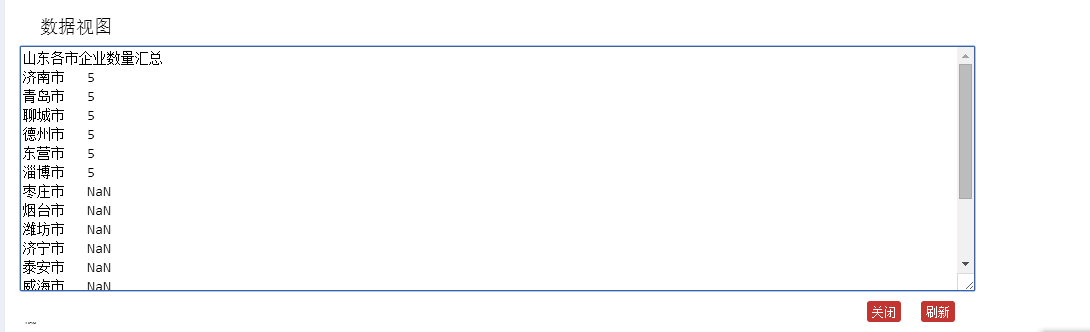 数据视图
山东各市企业数量汇总
济南市 5
青岛市 5
聊城市 5
德州市 5
东营市 5
淄博市 5
枣庄市 NaN
烟台市 NaN
潍坊市 NaN
济宁市 NaN
泰安市 NaN
威海市 NaN
关闭 刷新